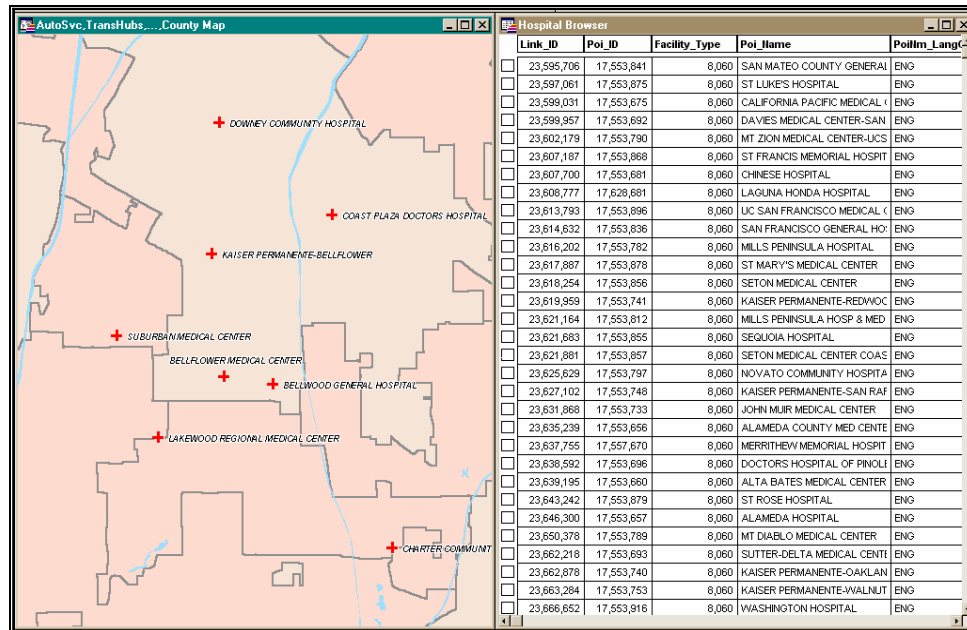 AutoSvc,TransHubs,...,County Map
DOWNEY COMMUNITY HOSPITAL
COAST PLAZA DOCTORS HOSPITAL
KAISER PERMANENTE-BELLFLOWER
SUBURBAN MEDICAL CENTER
BELLFLOWER MEDICAL CENTER
BELLWOOD GENERAL HOSPITAL
LAKEWOOD REGIONAL MEDICAL CENTER
CHARTER COMMUNIT
Hospital Browser
Link_ID Poi_ID Facility_Type Poi_Name PoiNm_LangC
23,595,706 17,553,841 8,060 SAN MATEO COUNTY GENERAL ENG
23,597,061 17,553,875 8,060 ST LUKE'S HOSPITAL ENG
23,599,031 17,553,675 8,060 CALIFORNIA PACIFIC MEDICAL ENG
23,599,957 17,553,692 8,060 DAVIES MEDICAL CENTER-SAN ENG
23,602,179 17,553,790 8,060 MT ZION MEDICAL CENTER-UCS ENG
23,607,187 17,553,868 8,060 ST FRANCIS MEMORIAL HOSPIT ENG
23,607,700 17,553,681 8,060 CHINESE HOSPITAL ENG
23,608,777 17,628,681 8,060 LAGUNA HONDA HOSPITAL ENG
23,613,793 17,553,896 8,060 UC SAN FRANCISCO MEDICAL ENG
23,614,632 17,553,836 8,060 SAN FRANCISCO GENERAL HO ENG
23,616,202 17,553,782 8,060 MILLS PENINSULA HOSPITAL ENG
23,617,887 17,553,878 8,060 ST MARY'S MEDICAL CENTER ENG
23,618,254 17,553,856 8,060 SETON MEDICAL CENTER ENG
23,619,959 17,553,741 8,060 KAISER PERMANENTE-REDWOC ENG
23,621,164 17,553,812 8,060 MILLS PENINSULA HOSP & MED ENG
23,621,683 17,553,855 8,060 SEQUOIA HOSPITAL ENG
23,621,881 17,553,857 8,060 SETON MEDICAL CENTER COAS ENG
23,625,629 17,553,797 8,060 NOVATO COMMUNITY HOSPITA ENG
23,627,102 17,553,748 8,060 KAISER PERMANENTE-SAN RAF ENG
23,631,868 17,553,733 8,060 JOHN MUIR MEDICAL CENTER ENG
23,635,239 17,553,656 8,060 ALAMEDA COUNTY MED CENTE ENG
23,637,755 17,557,670 8,060 MERRITHEW MEMORIAL HOSPIT ENG
23,638,592 17,553,696 8,060 DOCTORS HOSPITAL OF PINOLE ENG
23,639,195 17,553,660 8,060 ALTA BATES MEDICAL CENTER ENG
23,643,242 17,553,879 8,060 ST ROSE HOSPITAL ENG
23,646,300 17,553,657 8,060 ALAMEDA HOSPITAL ENG
23,650,378 17,553,789 8,060 MT DIABLO MEDICAL CENTER ENG
23,662,218 17,553,693 8,060 SUTTER-DELTA MEDICAL CENTE ENG
23,662,878 17,553,740 8,060 KAISER PERMANENTE-OAKLAN ENG
23,663,284 17,553,753 8,060 KAISER PERMANENTE-WALNUT ENG
23,666,652 17,553,916 8,060 WASHINGTON HOSPITAL ENG